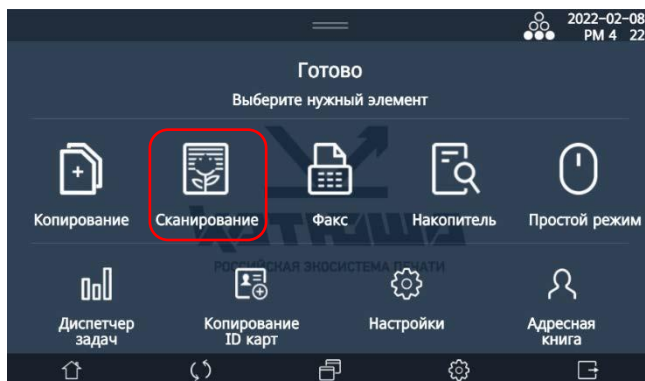 2022-02-08
PM 4 22
Готово
Выберите нужный элемент
Копирование Сканирование Факс Накопитель Простой режим
катюша
РОССИЙСКАЯ ЭКОСИСТЕМА ПЕЧАТИ
Диспетчер задач Копирование ID карт Настройки Адресная книга